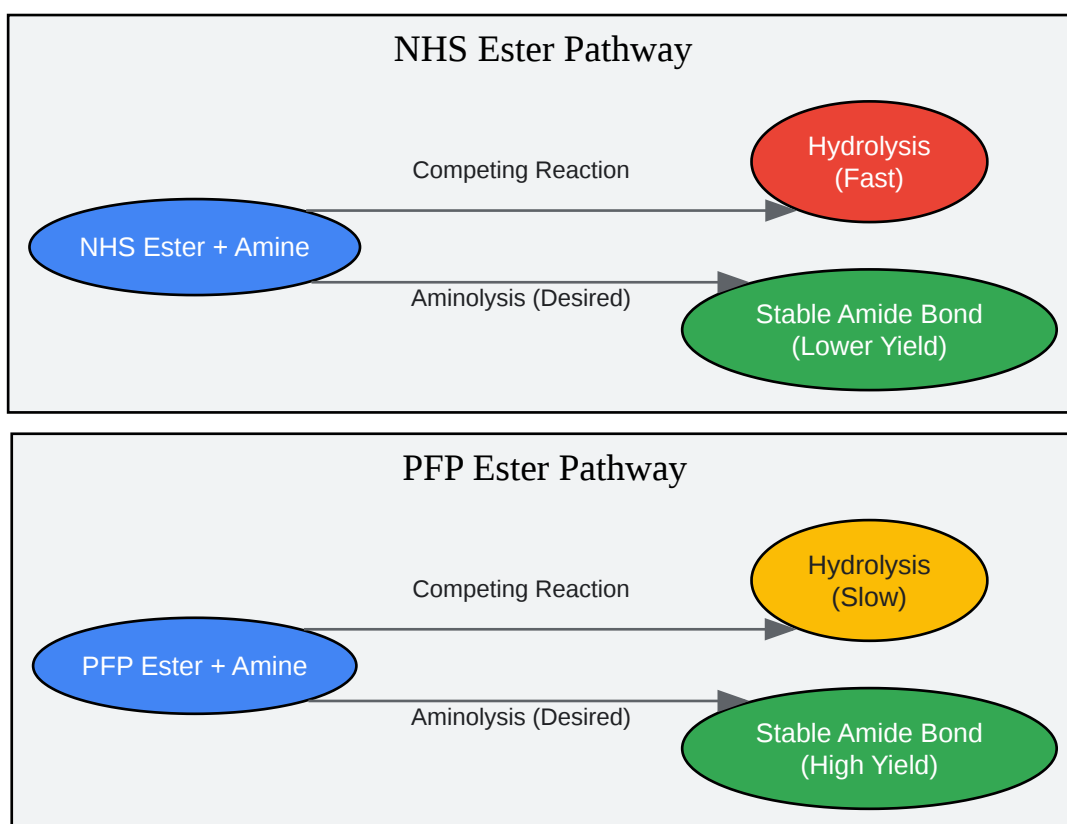 NHS Ester Pathway
Competing Reaction
Hydrolysis
(Fast)
NHS Ester + Amine
Aminolysis (Desired)
Stable Amide Bond
(Lower Yield)
PFP Ester Pathway
Competing Reaction
Hydrolysis
(Slow)
PFP Ester + Amine
Aminolysis (Desired)
Stable Amide Bond
(High Yield)